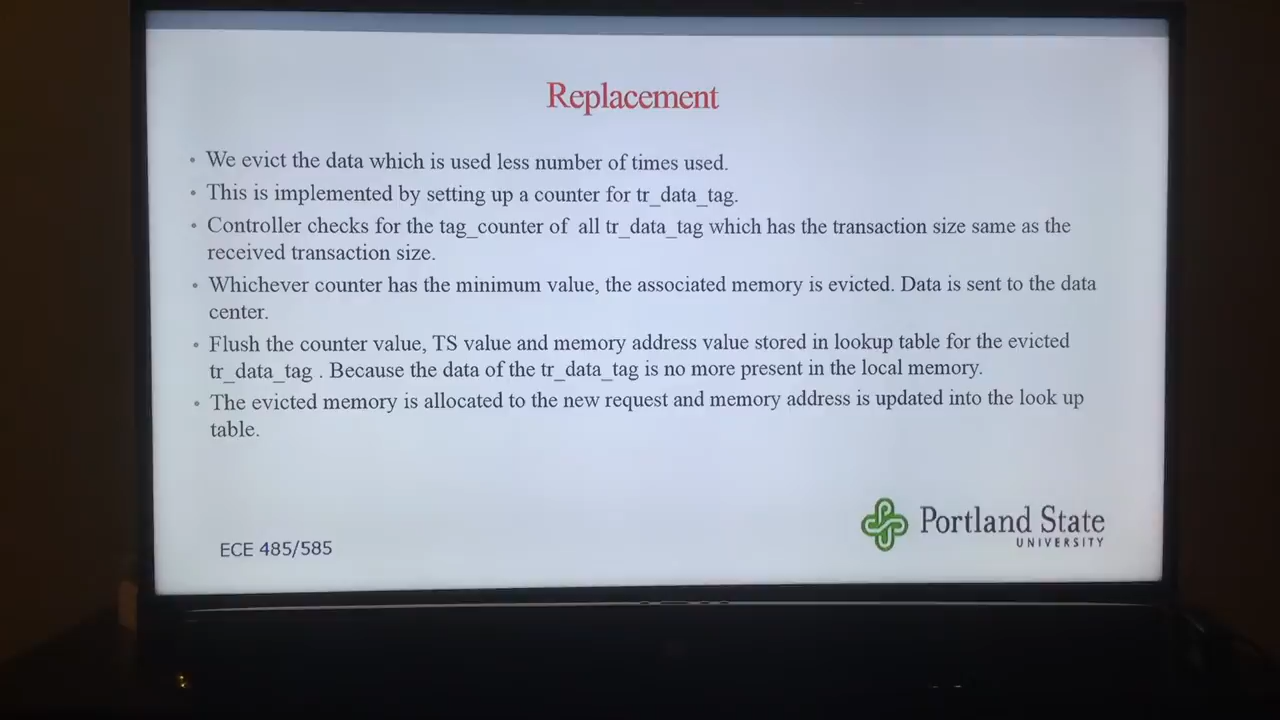 Replacement
• We evict the data which is used less number of times used.
• This is implemented by setting up a counter for tr_data_tag.
• Controller checks for the tag_counter of all tr_data_tag which has the transaction size same as the
received transaction size.
• Whichever counter has the minimum value, the associated memory is evicted. Data is sent to the data
center.
• Flush the counter value, TS value and memory address value stored in lookup table for the evicted
tr_data_tag . Because the data of the tr_data_tag is no more present in the local memory.
• The evicted memory is allocated to the new request and memory address is updated into the look up
table.
Portland State
UNIVERSITY
ECE 485/585